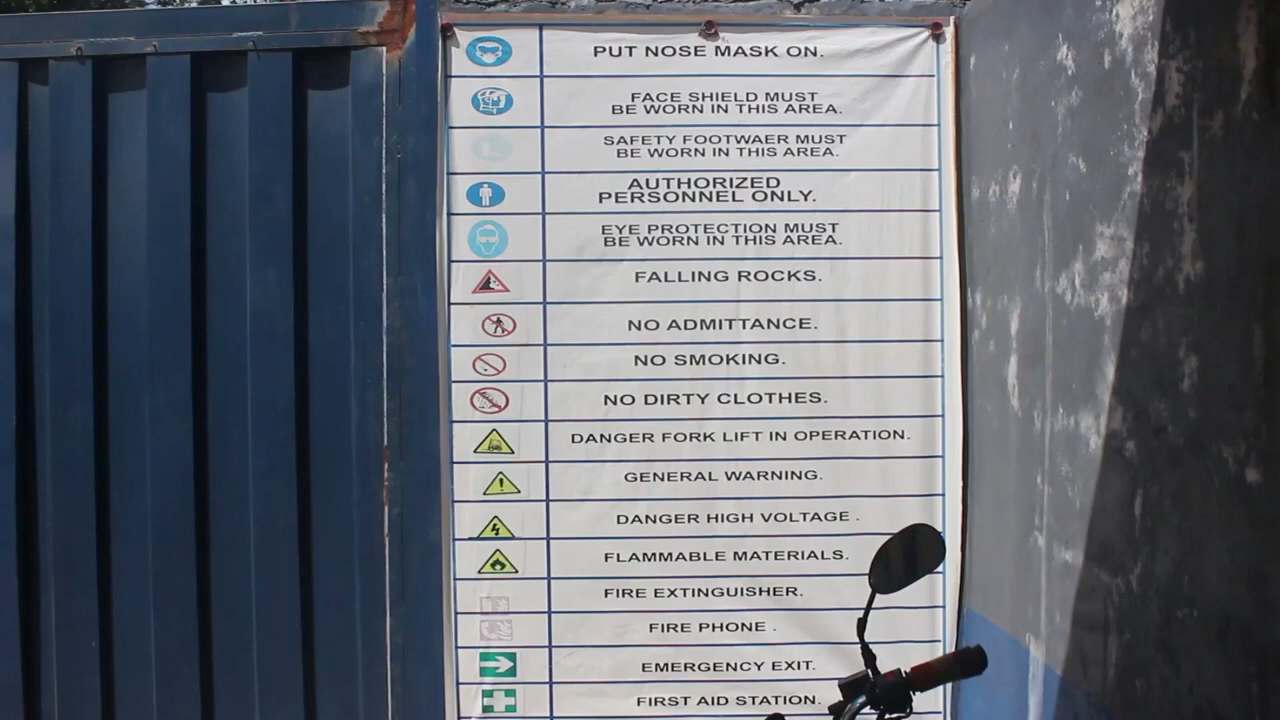 PUT NOSE MASK ON.
FACE SHIELD MUST
BE WORN IN THIS AREA.
SAFETY FOOTWAER MUST
BE WORN IN THIS AREA.
AUTHORIZED
PERSONNEL ONLY.
EYE PROTECTION MUST
BE WORN IN THIS AREA.
FALLING ROCKS.
NO ADMITTANCE.
NO SMOKING.
NO DIRTY CLOTHES.
DANGER FORK LIFT IN OPERATION.
GENERAL WARNING.
DANGER HIGH VOLTAGE .
FLAMMABLE MATERIALS.
FIRE EXTINGUISHER.
FIRE PHONE .
EMERGENCY EXIT.
FIRST AID STATION.